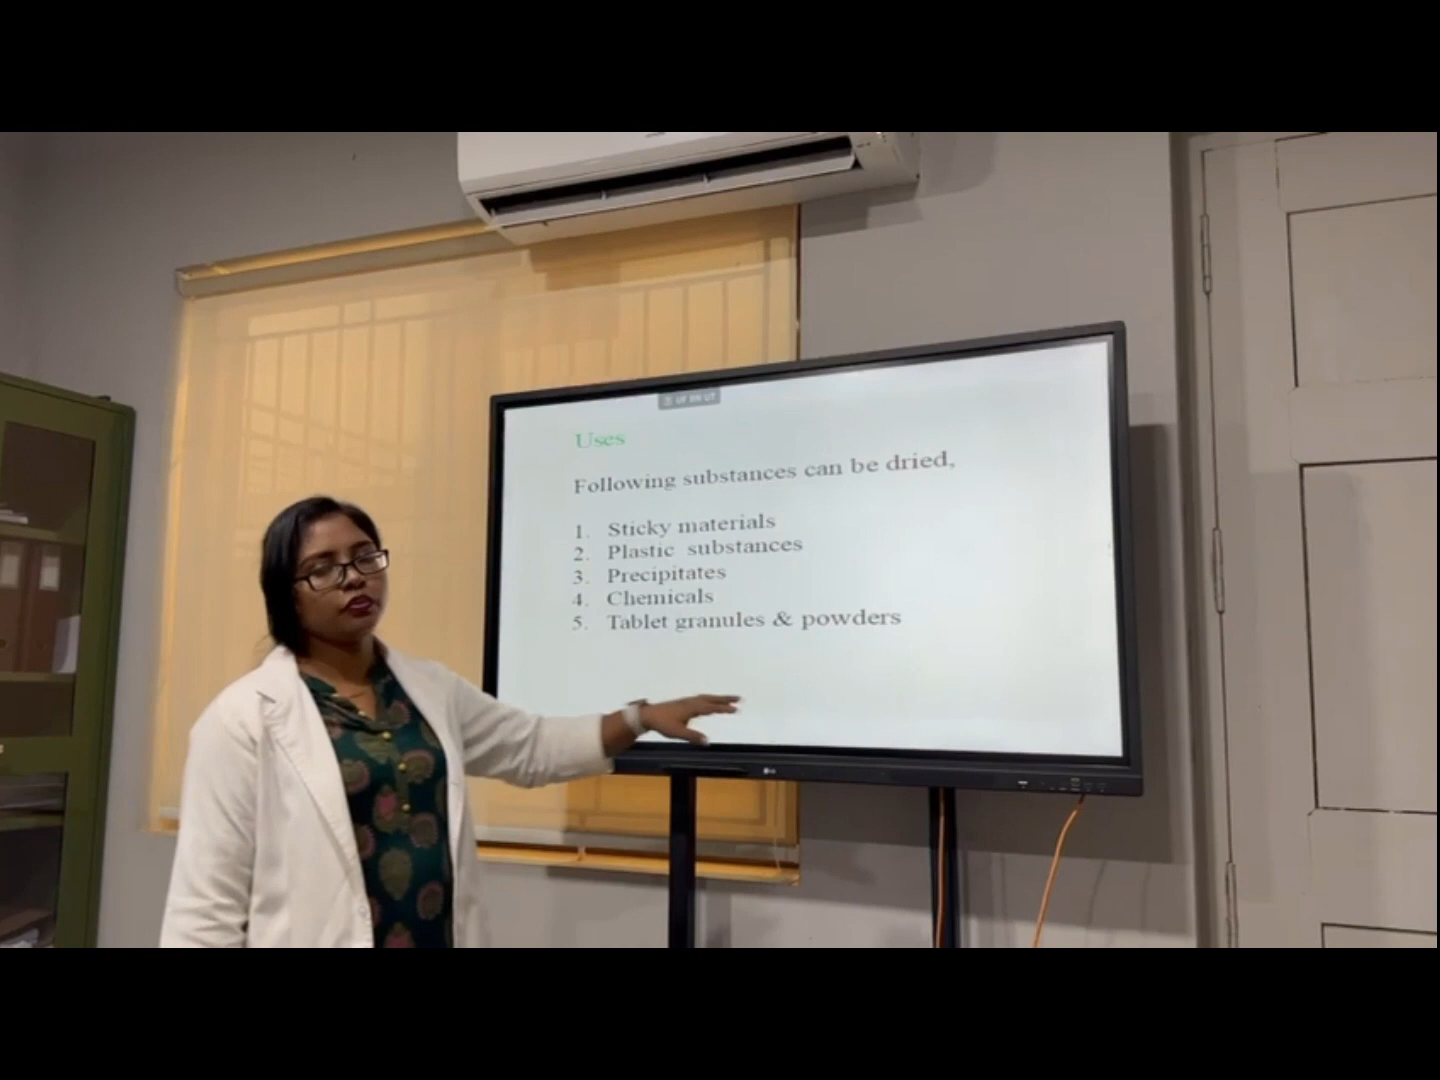 Uses
Following substances can be dried,
1. Sticky materials
2. Plastic substances
3. Precipitates
4. Chemicals
5. Tablet granules & powders
LG